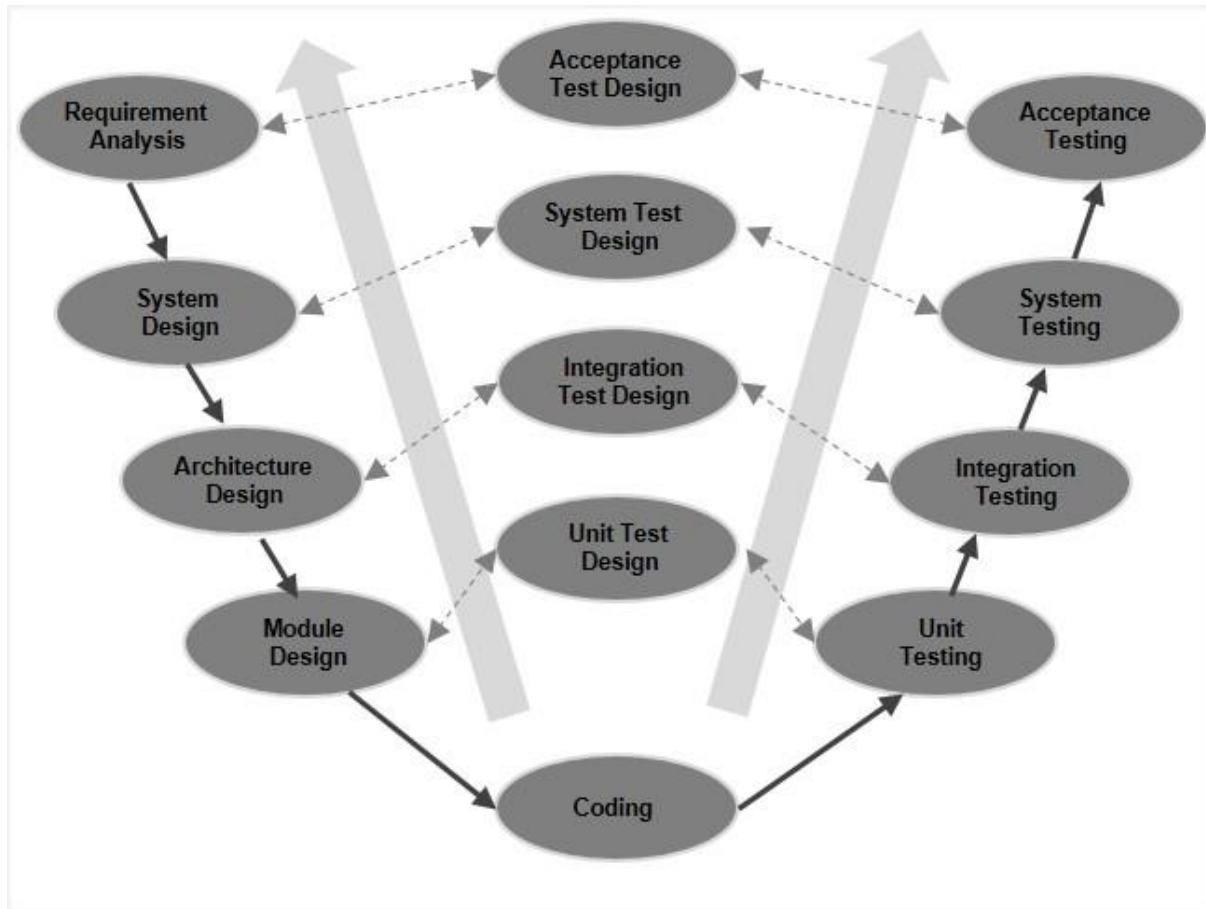 Acceptance
Test Design
Requirement
Analysis
Acceptance
Testing
System Test
Design
System
Design
System
Testing
Integration
Test Design
Architecture
Design
Integration
Testing
Unit Test
Design
Module
Design
Unit
Testing
Coding